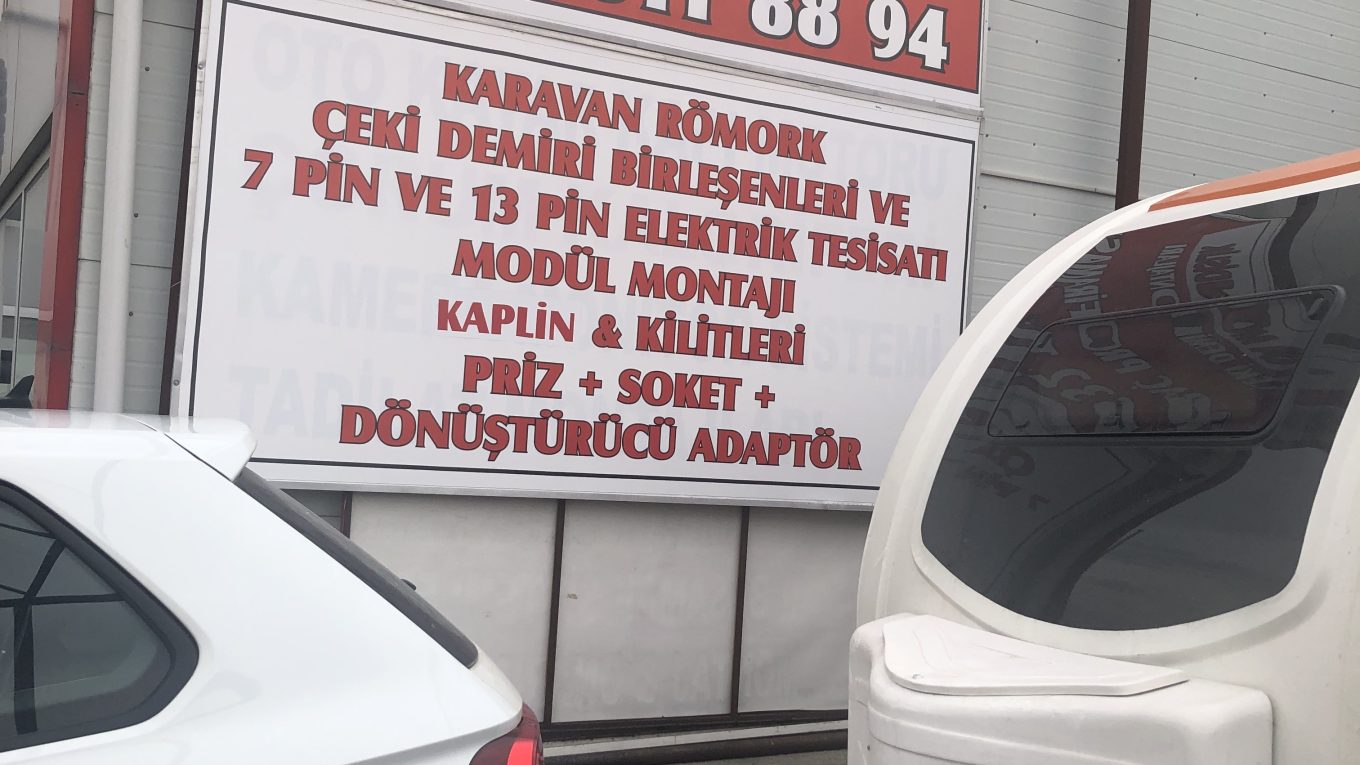 11 88 94
KARAVAN RÖMORK
ÇEKİ DEMİRİ BİRLEŞENLERİ VE
7 PİN VE 13 PİN ELEKTRİK TESİSATI
MODÜL MONTAJI
KAPLİN & KİLİTLERİ
PRİZ + SOKET +
DÖNÜŞTÜRÜCÜ ADAPTÖR